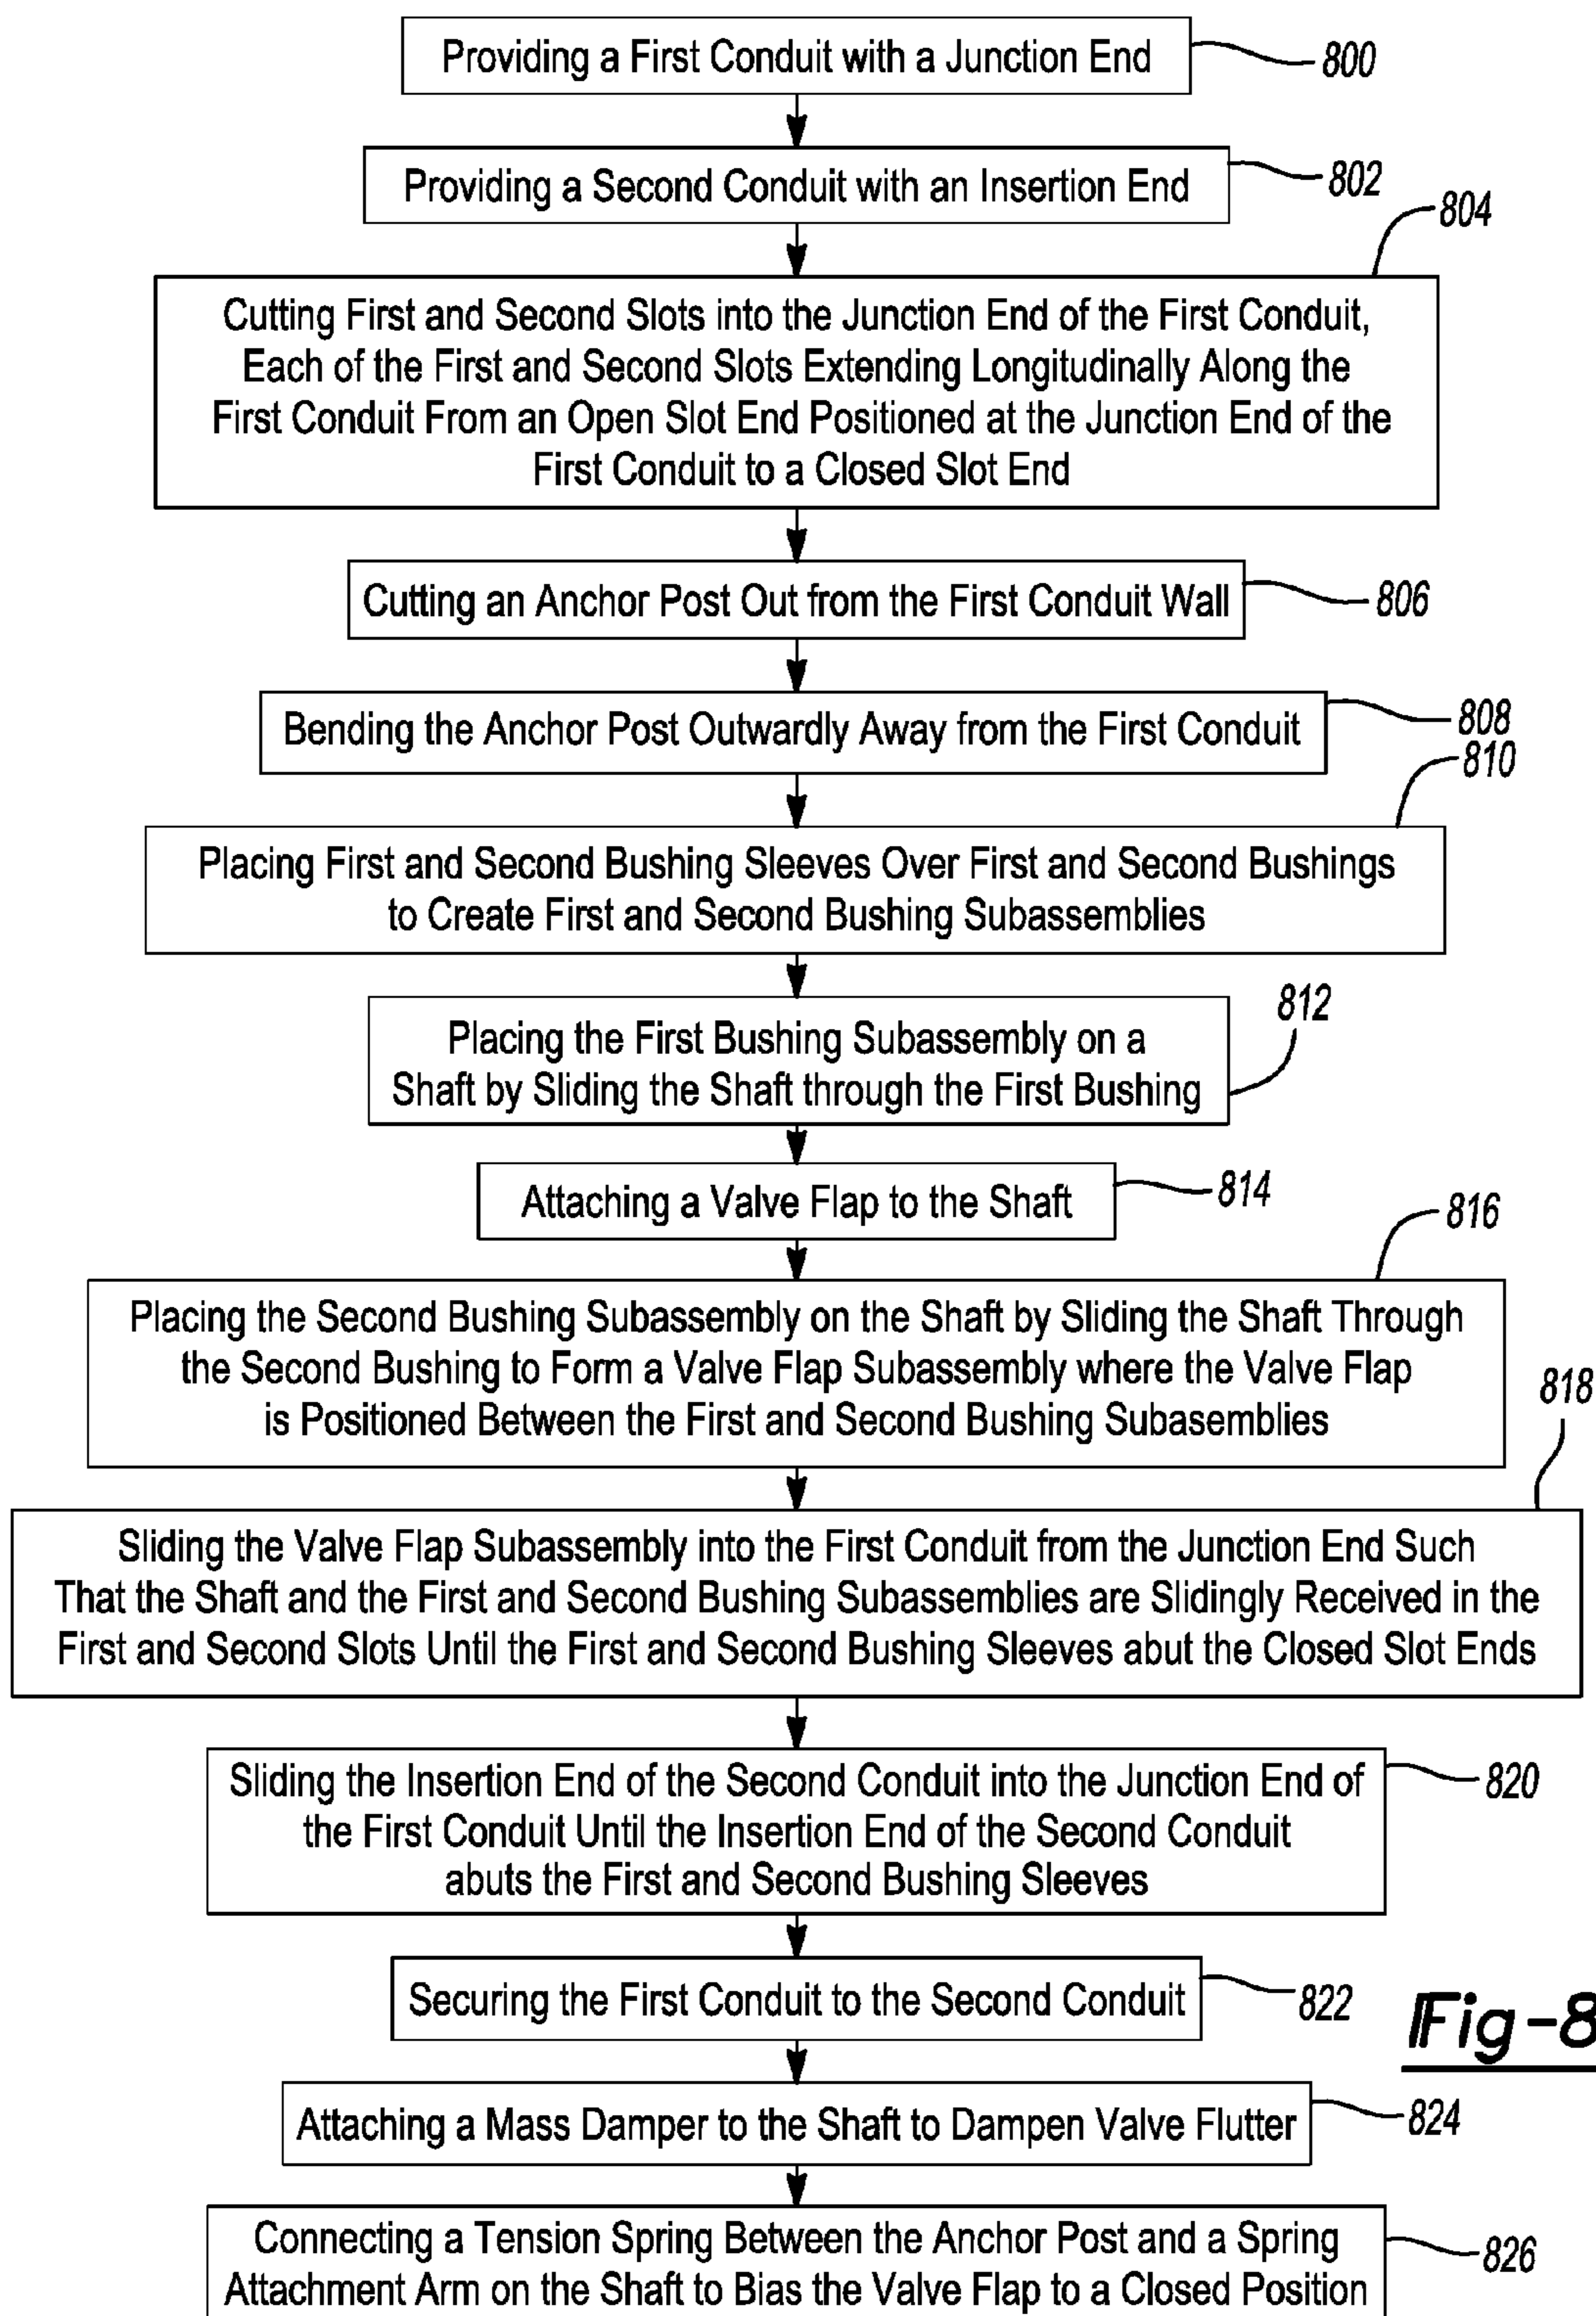 Providing a First Conduit with a Junction End
800
Providing a Second Conduit with an Insertion End
802
804
Cutting First and Second Slots into the Junction End of the First Conduit,
Each of the First and Second Slots Extending Longitudinally Along the
First Conduit From an Open Slot End Positioned at the Junction End of the
First Conduit to a Closed Slot End
Cutting an Anchor Post Out from the First Conduit Wall
806
Bending the Anchor Post Outwardly Away from the First Conduit
808
810
Placing First and Second Bushing Sleeves Over First and Second Bushings
to Create First and Second Bushing Subassemblies
812
Placing the First Bushing Subassembly on a
Shaft by Sliding the Shaft through the First Bushing
Attaching a Valve Flap to the Shaft
814
816
Placing the Second Bushing Subassembly on the Shaft by Sliding the Shaft Through
the Second Bushing to Form a Valve Flap Subassembly where the Valve Flap
is Positioned Between the First and Second Bushing Subasemblies
818
Sliding the Valve Flap Subassembly into the First Conduit from the Junction End Such
That the Shaft and the First and Second Bushing Subassemblies are Slidingly Received in the
First and Second Slots Until the First and Second Bushing Sleeves abut the Closed Slot Ends
Sliding the Insertion End of the Second Conduit into the Junction End of
the First Conduit Until the Insertion End of the Second Conduit
abuts the First and Second Bushing Sleeves
820
Securing the First Conduit to the Second Conduit
822
Fig-8
Attaching a Mass Damper to the Shaft to Dampen Valve Flutter
824
Connecting a Tension Spring Between the Anchor Post and a Spring
Attachment Arm on the Shaft to Bias the Valve Flap to a Closed Position
826